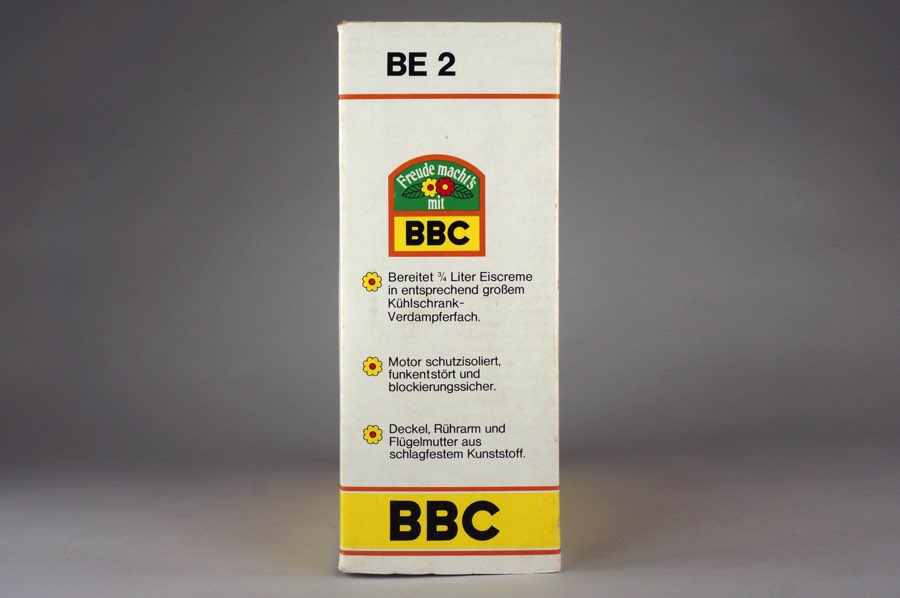 BE 2
Freude macht's
mit
BBC
Bereitet ¾ Liter Eiscreme
in entsprechend großem
Kühlschrank-
Verdampferfach.
Motor schutzisoliert,
funkentstört und
blockierungssicher.
Deckel, Rührarm und
Flügelmutter aus
schlagfestem Kunststoff.
BBC